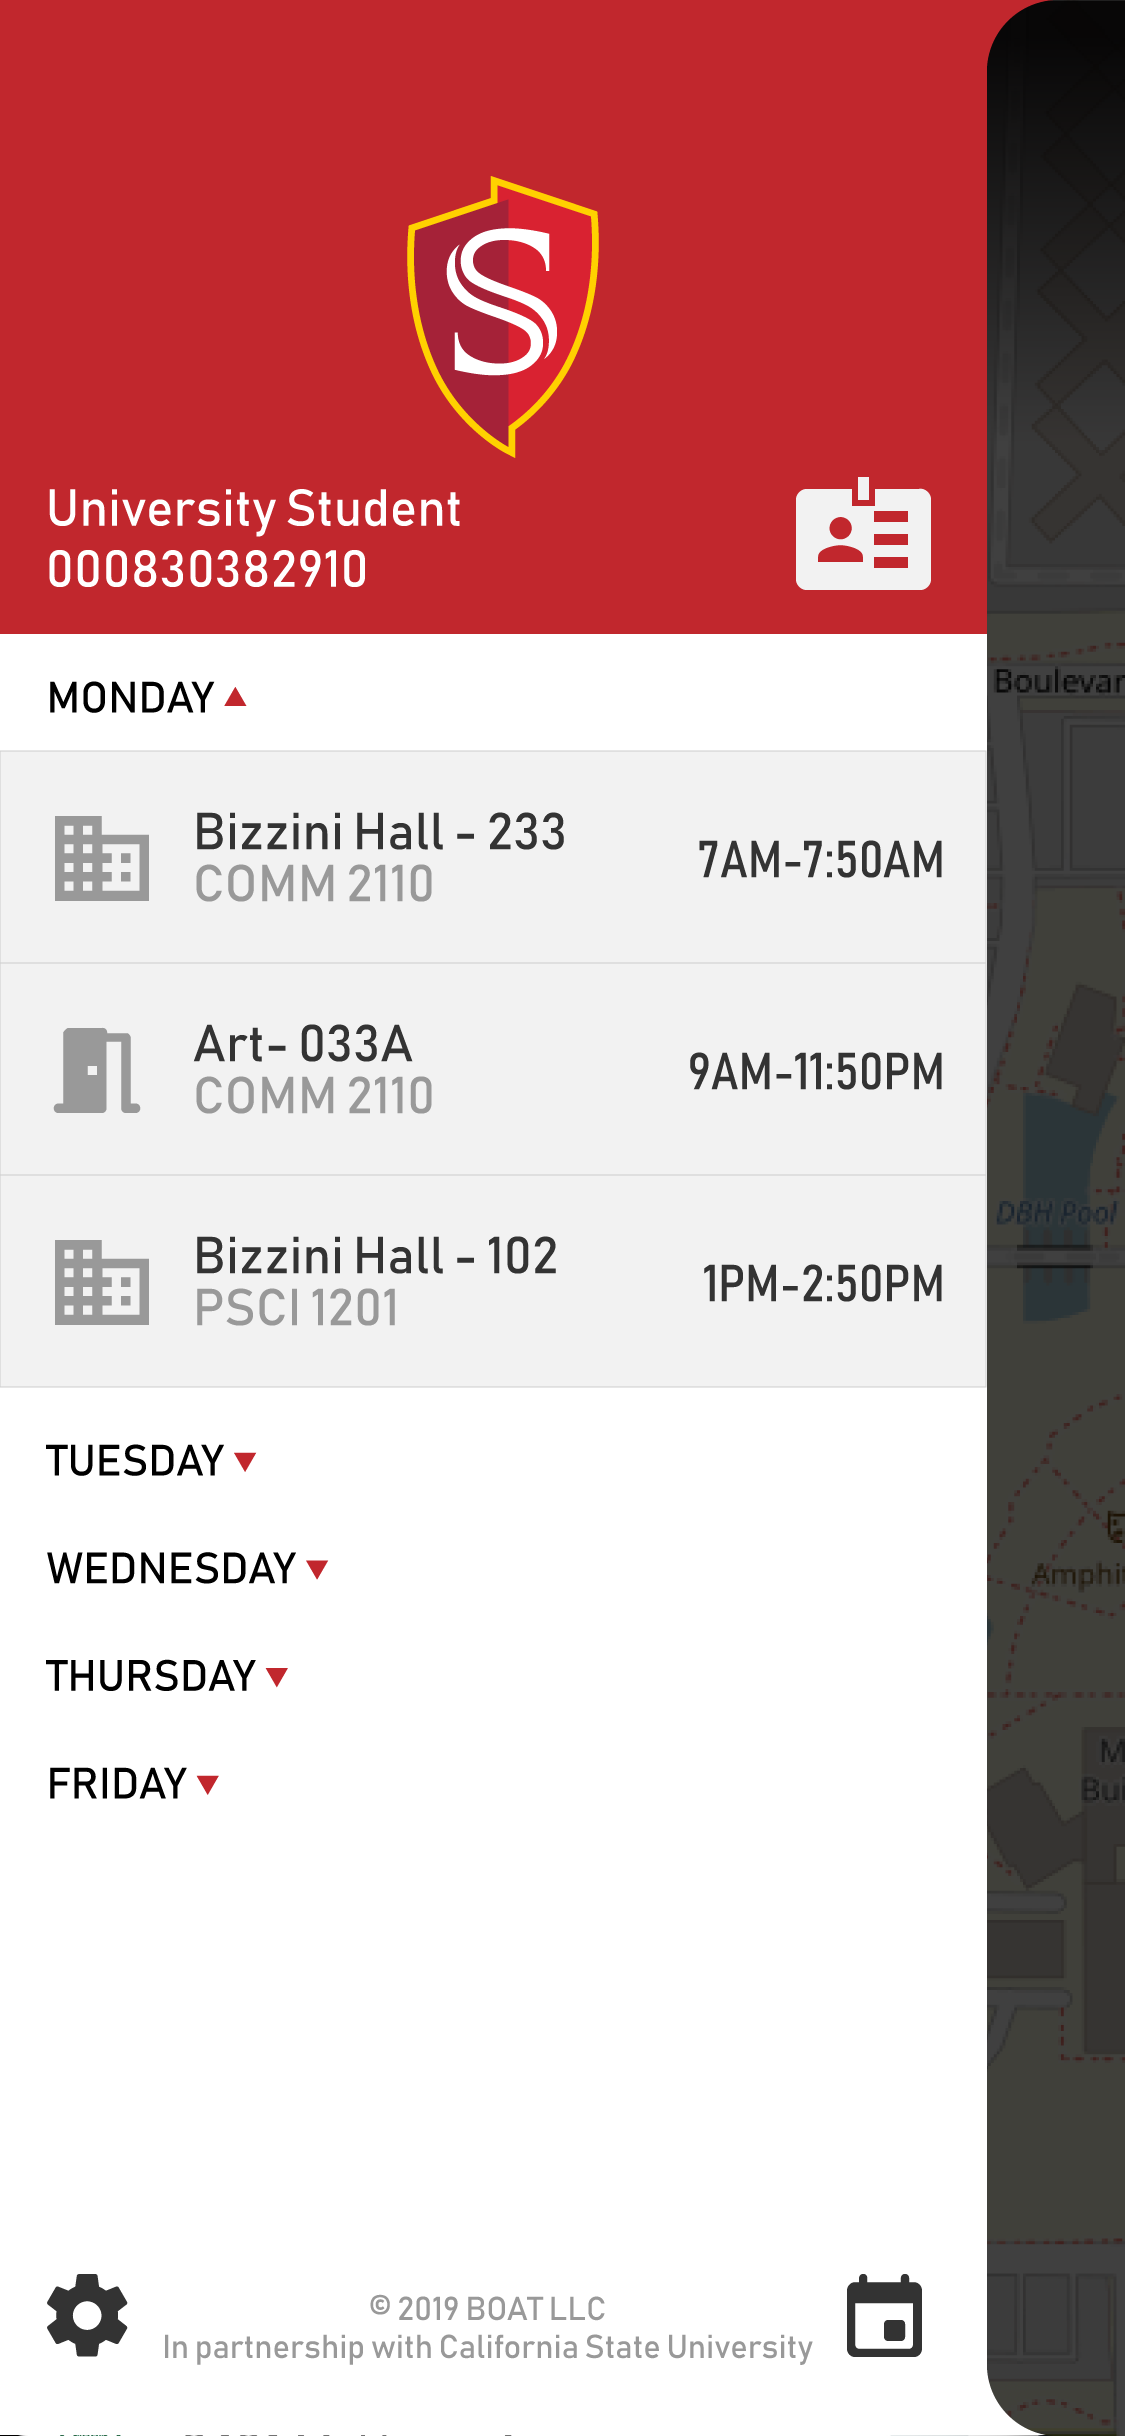 S
University Student
000830382910
MONDAY
Bizzini Hall - 233
COMM 2110
7AM-7:50AM
Art- 033A
COMM 2110
9AM-11:50PM
Bizzini Hall - 102
PSCI 1201
1PM-2:50PM
TUESDAY
WEDNESDAY
THURSDAY
FRIDAY
© 2019 BOAT LLC
In partnership with California State University
Boulevar
DBH Pool
Amphit
M
Bui